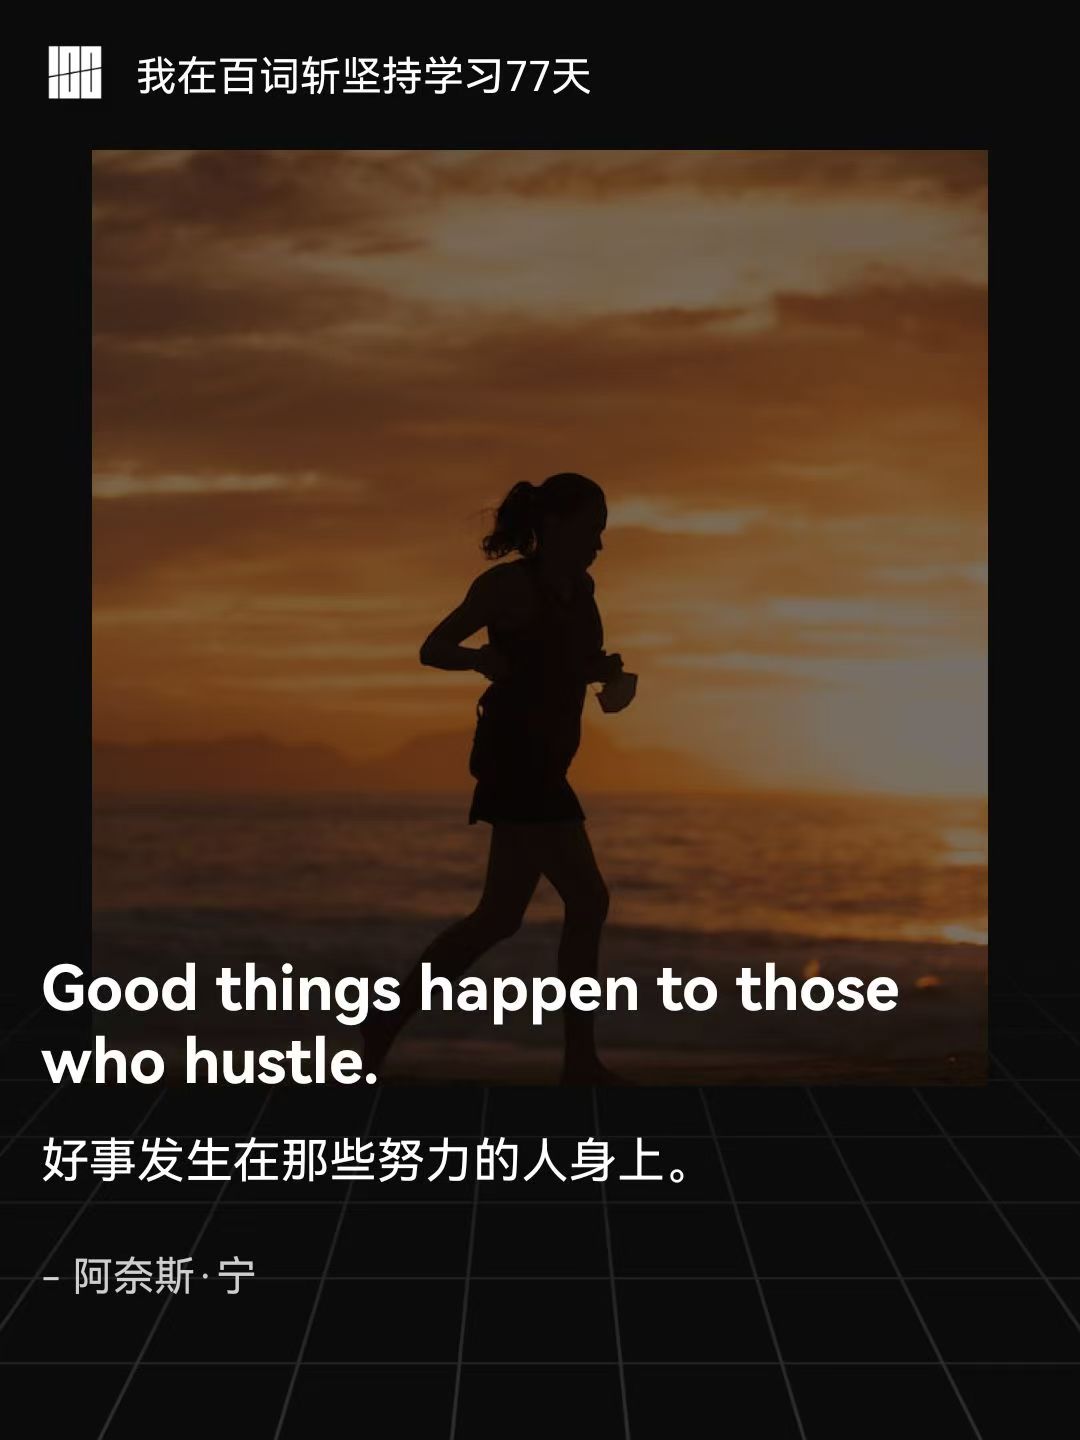 100
我在百词斩坚持学习77天
Good things happen to those
who hustle.
好事发生在那些努力的人身上。
– 阿奈斯·宁